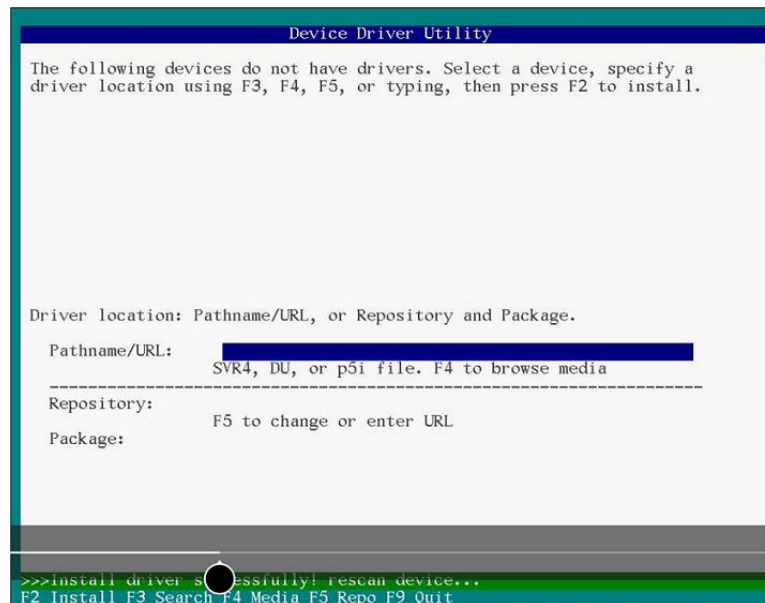 Device Driver Utility
The following devices do not have drivers. Select a device, specify a
driver location using F3, F4, F5, or typing, then press F2 to install.
Driver location: Pathname/URL, or Repository and Package.
Pathname/URL:
SVR4, DU, or p5i file. F4 to browse media
Repository:
F5 to change or enter URL
Package:
>>>Install driver essfully! rescan device...
F2 Install F3 Search F4 Media F5 Repo F9 Quit